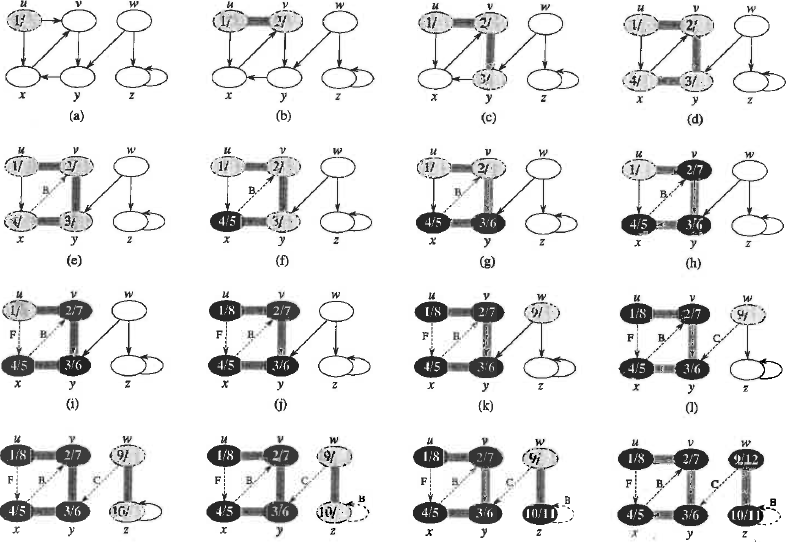 u v w
1/
x y z
(a)
u v w
1/ 2/
x y z
(b)
u v w
1/ 2/
3/
x y z
(c)
u v w
1/ 2/
4/ 3/
x y z
(d)
u v w
1/ 2/
B
4/ 3/
x y z
(e)
u v w
1/ 2/
B
4/5 3/
x y z
(f)
u v w
1/ 2/
B
4/5 3/6
x y z
(g)
u v w
1/ 2/7
B
4/5 3/6
x y z
(h)
u v w
1/ 2/7
F B
4/5 3/6
x y z
(i)
u v w
1/8 2/7
F B
4/5 3/6
x y z
(j)
u v w
1/8 2/7 9/
F B
4/5 3/6
x y z
(k)
u v w
1/8 2/7 9/
F B C
4/5 3/6
x y z
(l)
u v w
1/8 2/7 9/
F B C
4/5 3/6 10/
x y z
u v w
1/8 2/7 9/
F B C B
4/5 3/6 10/
x y z
u v w
1/8 2/7 9/
F B C B
4/5 3/6 10/11
x y z
u v w
1/8 2/7 9/12
F B C B
4/5 3/6 10/11
x y z